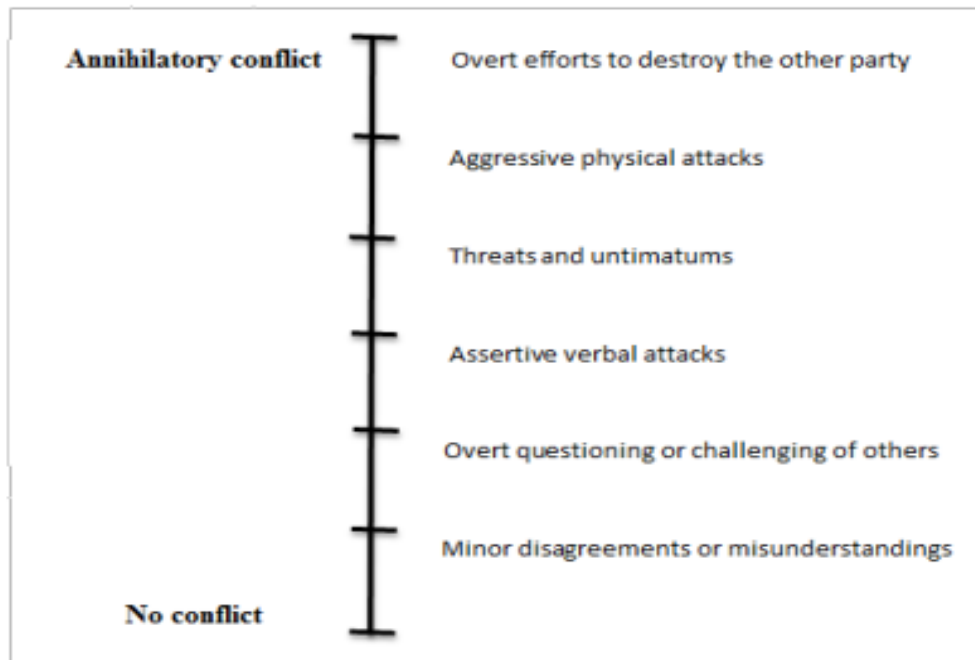 Annihilatory conflict
Overt efforts to destroy the other party
Aggressive physical attacks
Threats and untimatums
Assertive verbal attacks
Overt questioning or challenging of others
Minor disagreements or misunderstandings
No conflict